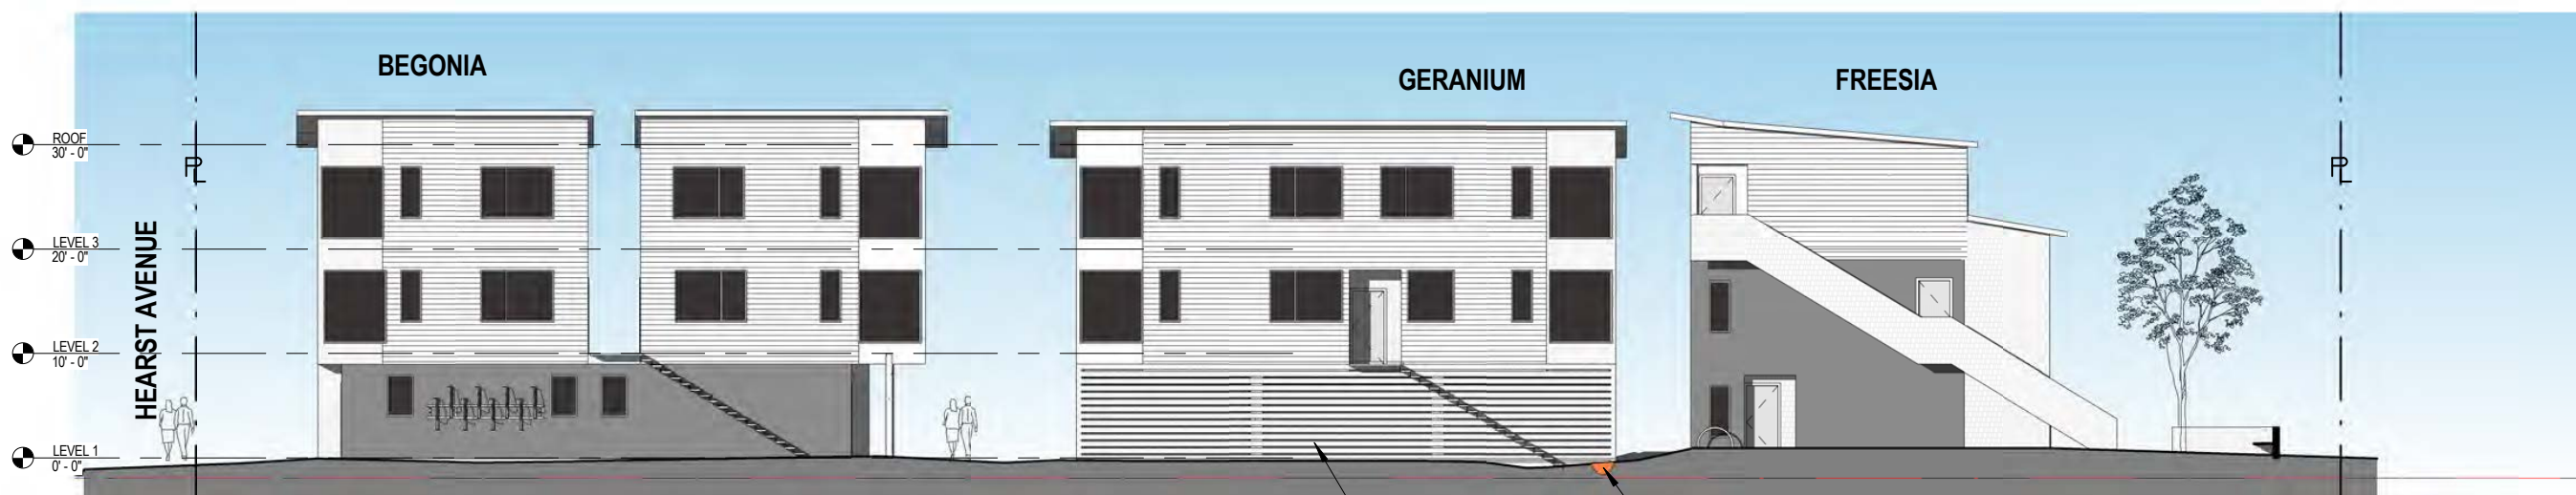 BEGONIA
GERANIUM
FREESIA
ROOF
30' - 0"
PL
PL
LEVEL 3
20' - 0"
HEARST AVENUE
LEVEL 2
10' - 0"
LEVEL 1
0' - 0"